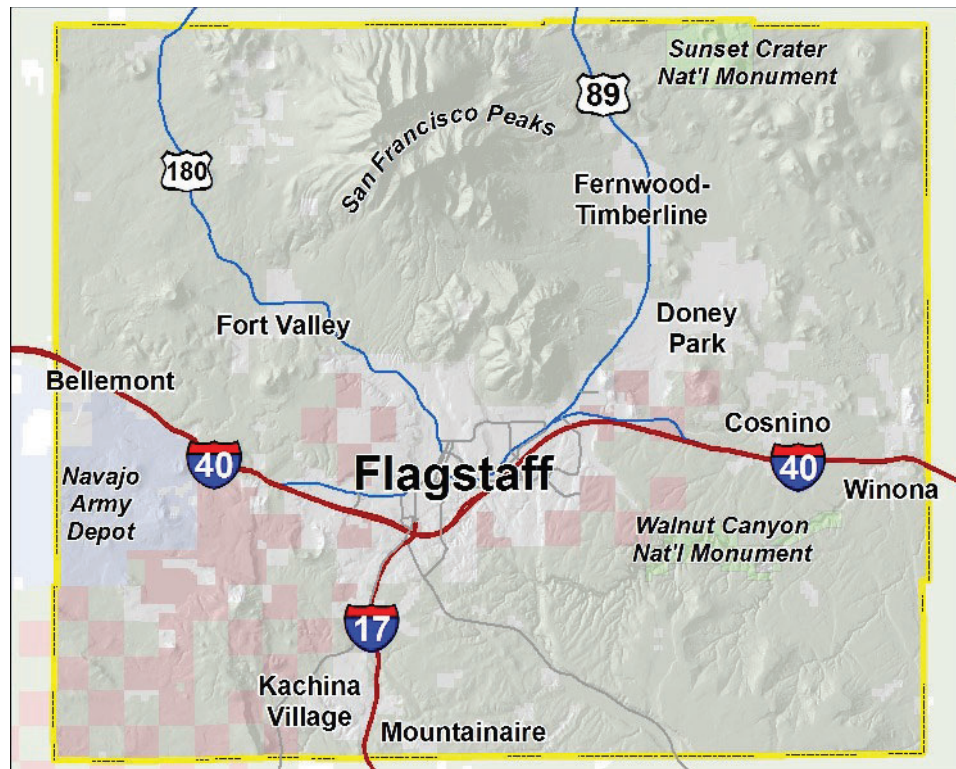 Sunset Crater
Nat'l Monument
89
San Francisco Peaks
180
Fernwood-
Timberline
Fort Valley
Doney
Park
Bellemont
Cosnino
40
Flagstaff
40
Navajo
Army
Depot
Winona
Walnut Canyon
Nat'l Monument
17
Kachina
Village
Mountainaire